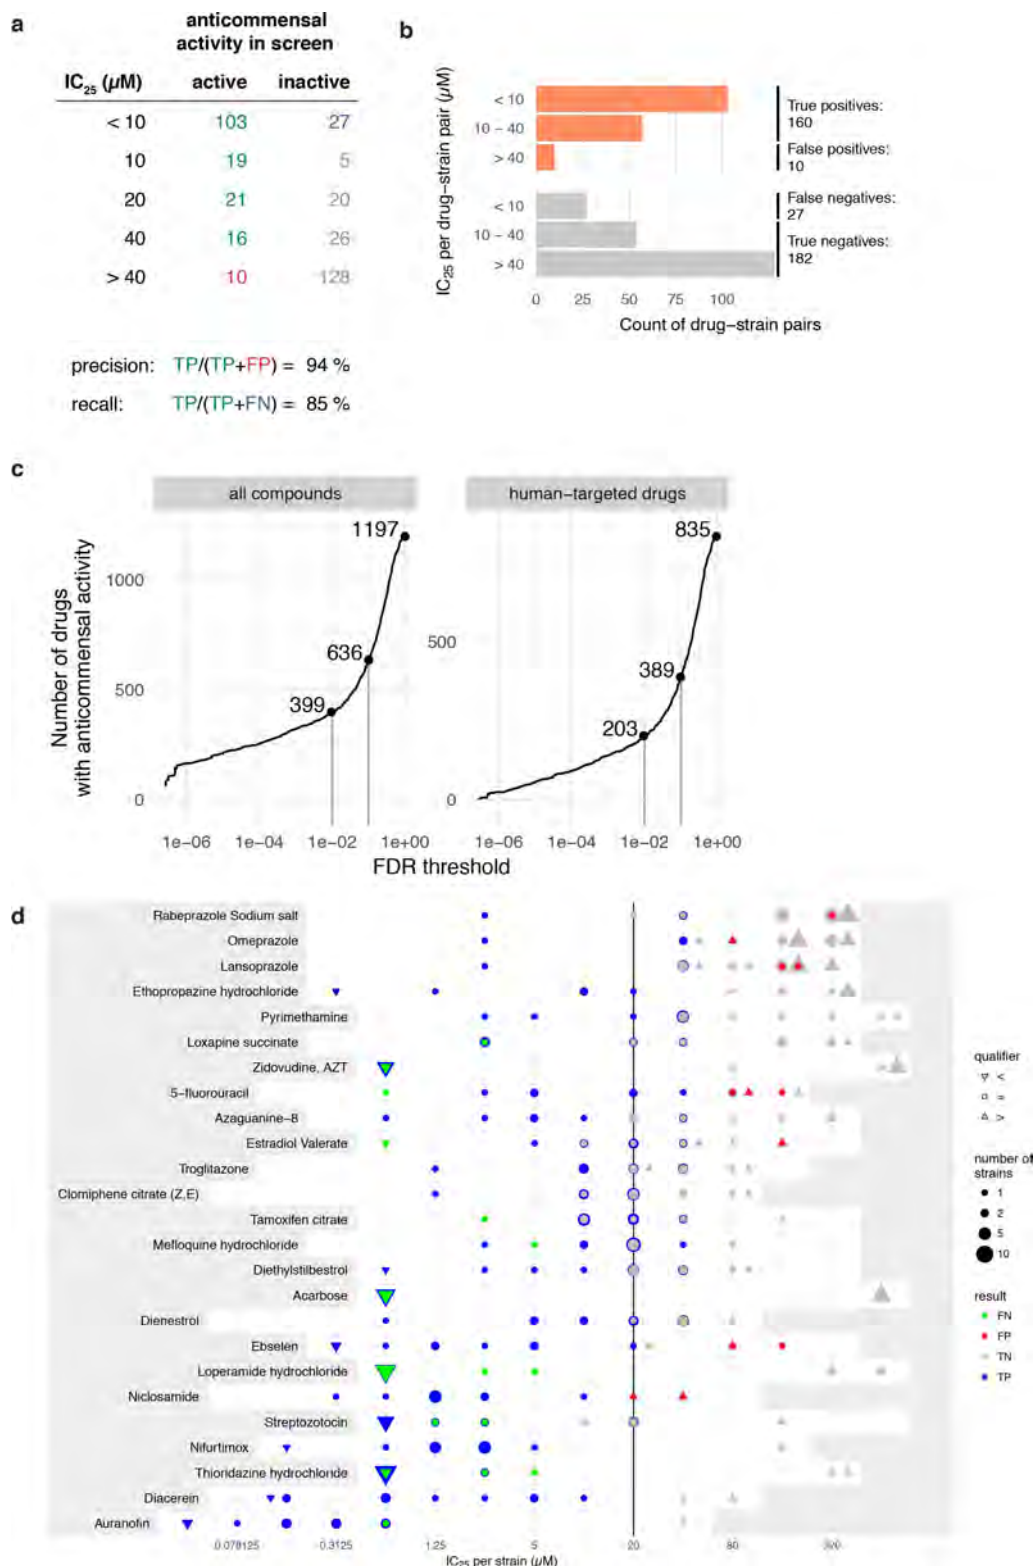 a
anticommensal
activity in screen
IC25 (µM) active inactive
< 10 103 27
10 19 5
20 21 20
40 16 26
> 40 10 128
precision: TP/(TP+FP) = 94 %
recall: TP/(TP+FN) = 85 %
b
IC25 per drug−strain pair (µM)
< 10
10 − 40
> 40
< 10
10 − 40
> 40
True positives:
160
False positives:
10
False negatives:
27
True negatives:
182
0 25 50 75 100
Count of drug−strain pairs
c
all compounds
human−targeted drugs
Number of drugs
with anticommensal activity
1000
500
0
1197
636
399
500
0
835
389
203
1e−06 1e−04 1e−02 1e+00
1e−06 1e−04 1e−02 1e+00
FDR threshold
d
Rabeprazole Sodium salt
Omeprazole
Lansoprazole
Ethopropazine hydrochloride
Pyrimethamine
Loxapine succinate
Zidovudine, AZT
5−fluorouracil
Azaguanine−8
Estradiol Valerate
Troglitazone
Clomiphene citrate (Z,E)
Tamoxifen citrate
Mefloquine hydrochloride
Diethylstilbestrol
Acarbose
Dienestrol
Ebselen
Loperamide hydrochloride
Niclosamide
Streptozotocin
Nifurtimox
Thioridazine hydrochloride
Diacerein
Auranofin
0.078125 0.3125 1.25 5 20 80 320
IC25 per strain (µM)
qualifier
<
=
>
number of
strains
1
2
5
10
result
FN
FP
TN
TP